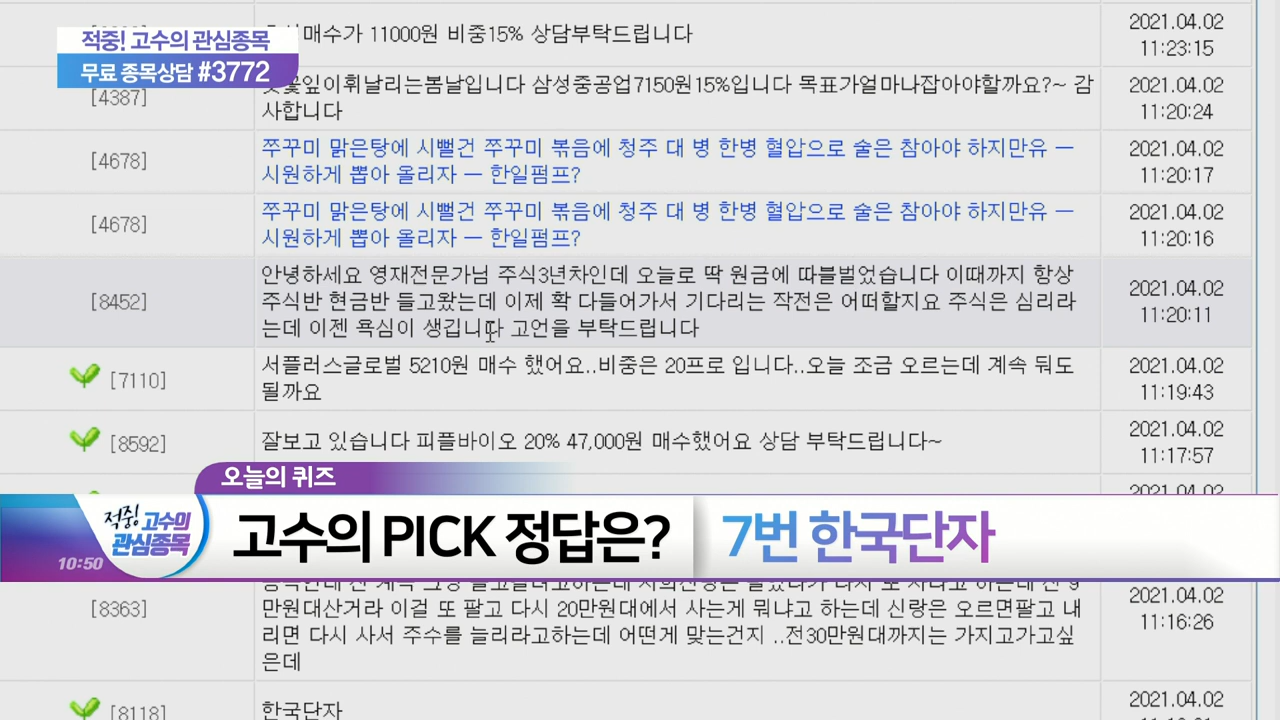 적중! 고수의 관심종목
무료 종목상담 #3772
매수가 11000원 비중15% 상담부탁드립니다
2021.04.02
11:23:15
[4387]
벗꽃잎이휘날리는봄날입니다 삼성중공업7150원15%입니다 목표가얼마나잡아야할까요?~ 감
사합니다
2021.04.02
11:20:24
[4678]
쭈꾸미 맑은탕에 시뻘건 쭈꾸미 볶음에 청주 대 병 한병 혈압으로 술은 참아야 하지만유 ㅡ
시원하게 뽑아 올리자 ㅡ 한일펌프?
2021.04.02
11:20:17
[4678]
쭈꾸미 맑은탕에 시뻘건 쭈꾸미 볶음에 청주 대 병 한병 혈압으로 술은 참아야 하지만유 ㅡ
시원하게 뽑아 올리자 ㅡ 한일펌프?
2021.04.02
11:20:16
[8452]
안녕하세요 영재전문가님 주식3년차인데 오늘로 딱 원금에 따블벌었습니다 이때까지 항상
주식반 현금반 들고왔는데 이제 확 다들어가서 기다리는 작전은 어떠할지요 주식은 심리라
는데 이젠 욕심이 생깁니다 고언을 부탁드립니다
2021.04.02
11:20:11
[7110]
서플러스글로벌 5210원 매수 했어요..비중은 20프로 입니다..오늘 조금 오르는데 계속 둬도
될까요
2021.04.02
11:19:43
[8592]
잘보고 있습니다 피플바이오 20% 47,000원 매수했어요 상담 부탁드립니다~
2021.04.02
11:17:57
오늘의 퀴즈
2021.04.02
적중! 고수의
관심종목
10:50
고수의 PICK 정답은?
7번 한국단자
[8363]
만원대산거라 이걸 또 팔고 다시 20만원대에서 사는게 뭐냐고 하는데 신랑은 오르면팔고 내
리면 다시 사서 주수를 늘리라고하는데 어떤게 맞는건지 ..전30만원대까지는 가지고가고싶
은데
2021.04.02
11:16:26
[8118]
한국단자
2021.04.02